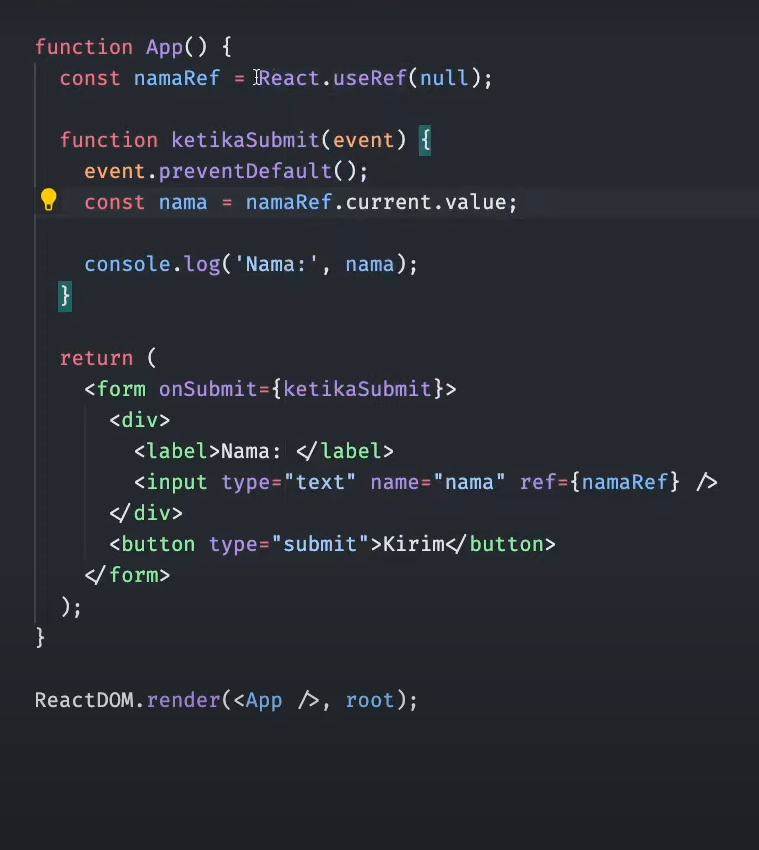 function App() {
const namaRef = React.useRef(null);
function ketikaSubmit(event) {
event.preventDefault();
const nama = namaRef.current.value;
console.log('Nama:', nama);
}
return (
<form onSubmit={ketikaSubmit}>
<div>
<label>Nama: </label>
<input type="text" name="nama" ref={namaRef} />
</div>
<button type="submit">Kirim</button>
</form>
);
}
ReactDOM.render(<App />, root);